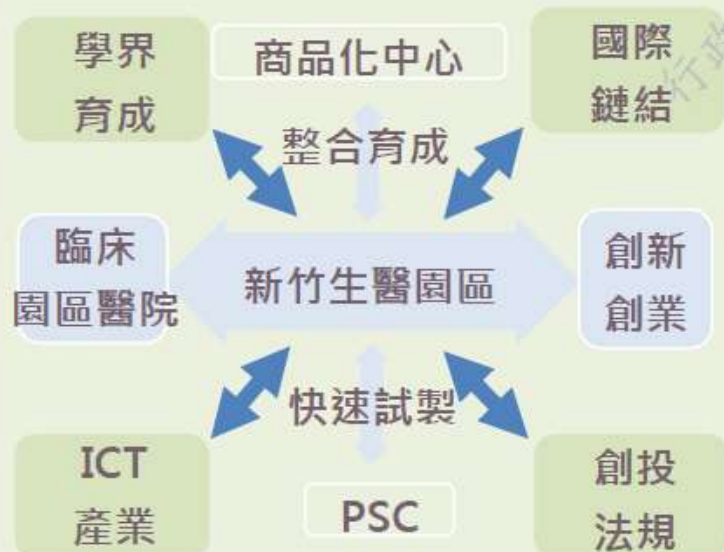 學界
育成
商品化中心
國際
鏈結
行政
整合育成
臨床
園區醫院
新竹生醫園區
創新
創業
快速試製
ICT
產業
PSC
創投
法規